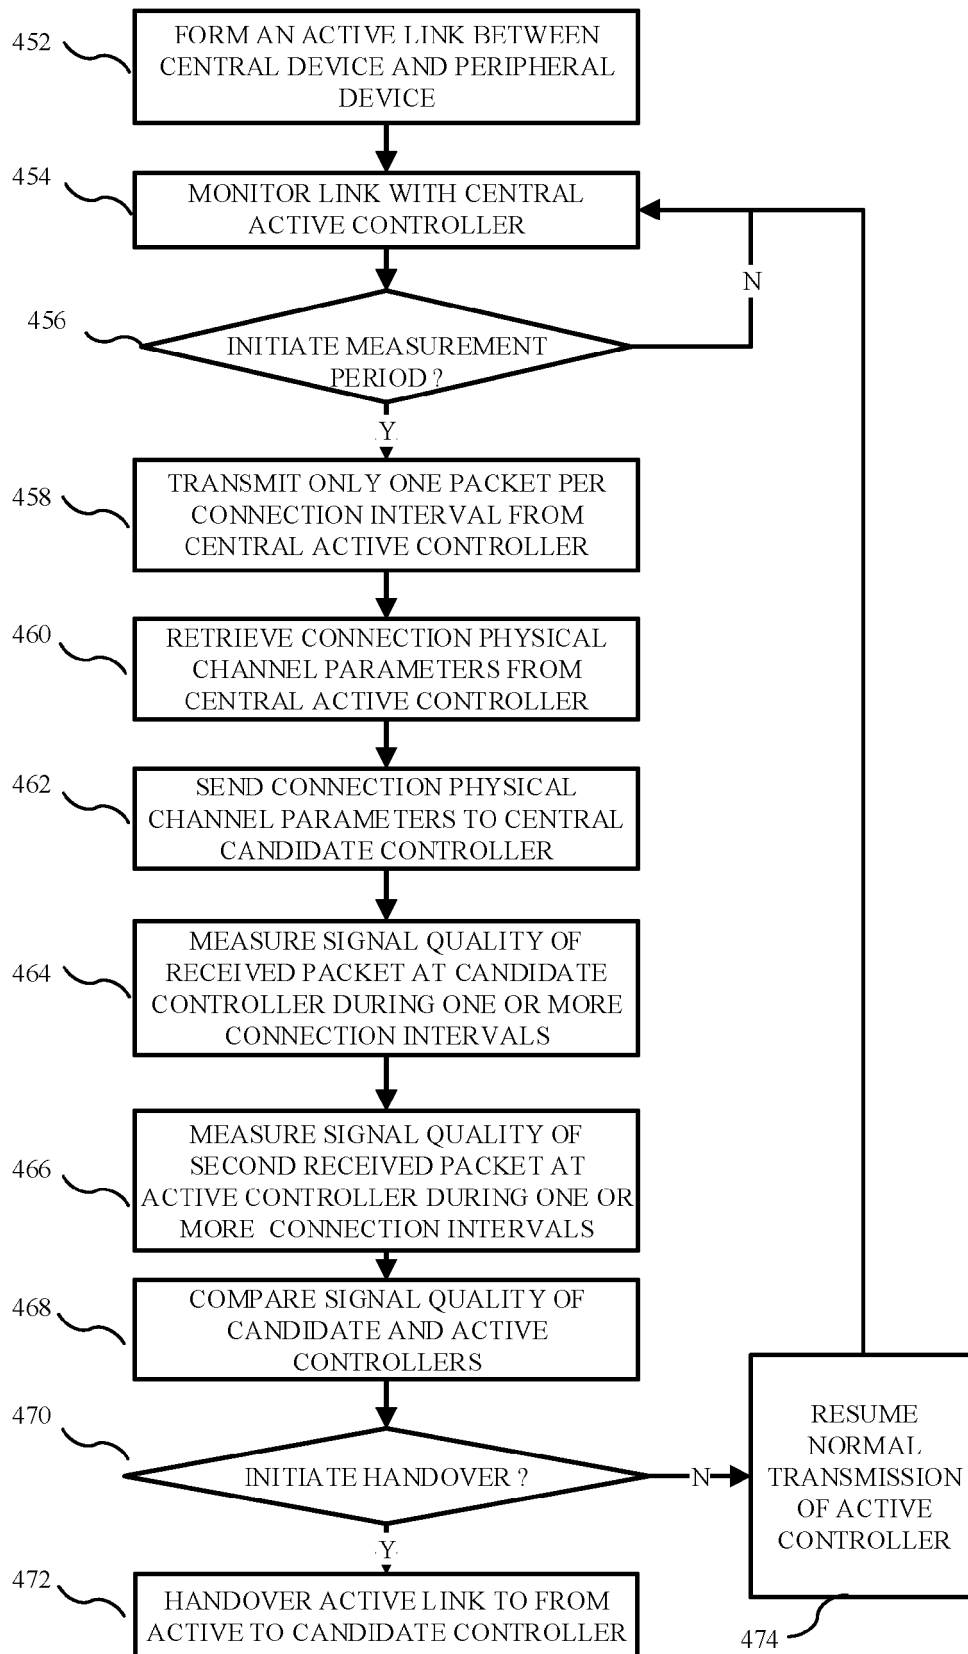 452
FORM AN ACTIVE LINK BETWEEN
CENTRAL DEVICE AND PERIPHERAL
DEVICE
454
MONITOR LINK WITH CENTRAL
ACTIVE CONTROLLER
N
456
INITIATE MEASUREMENT
PERIOD ?
Y
458
TRANSMIT ONLY ONE PACKET PER
CONNECTION INTERVAL FROM
CENTRAL ACTIVE CONTROLLER
460
RETRIEVE CONNECTION PHYSICAL
CHANNEL PARAMETERS FROM
CENTRAL ACTIVE CONTROLLER
462
SEND CONNECTION PHYSICAL
CHANNEL PARAMETERS TO CENTRAL
CANDIDATE CONTROLLER
464
MEASURE SIGNAL QUALITY OF
RECEIVED PACKET AT CANDIDATE
CONTROLLER DURING ONE OR MORE
CONNECTION INTERVALS
466
MEASURE SIGNAL QUALITY OF
SECOND RECEIVED PACKET AT
ACTIVE CONTROLLER DURING ONE OR
MORE CONNECTION INTERVALS
468
COMPARE SIGNAL QUALITY OF
CANDIDATE AND ACTIVE
CONTROLLERS
470
INITIATE HANDOVER ?
N
Y
RESUME
NORMAL
TRANSMISSION
OF ACTIVE
CONTROLLER
474
472
HANDOVER ACTIVE LINK TO FROM
ACTIVE TO CANDIDATE CONTROLLER